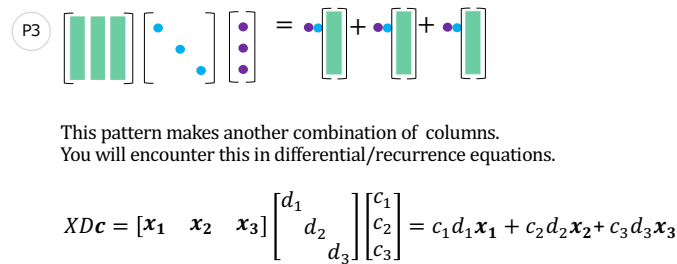 P3
= + +
This pattern makes another combination of columns.
You will encounter this in differential/recurrence equations.
XDc = [x₁ x₂ x₃] [d₁ d₂ d₃] [c₁ c₂ c₃] = c₁d₁x₁ + c₂d₂x₂+ c₃d₃x₃